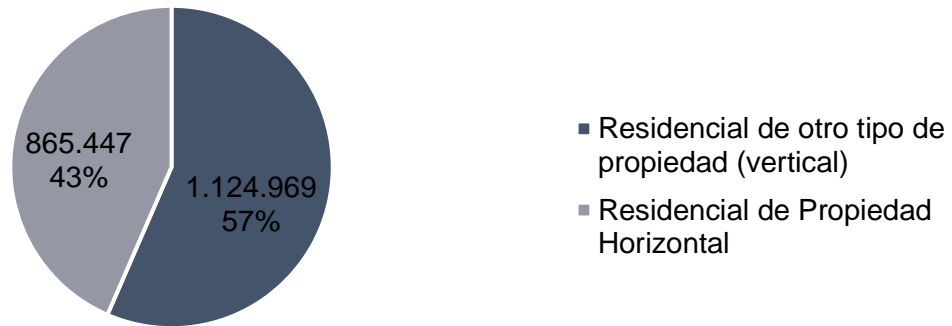 865.447
43%
1.124.969
57%
Residencial de otro tipo de
propiedad (vertical)
Residencial de Propiedad
Horizontal